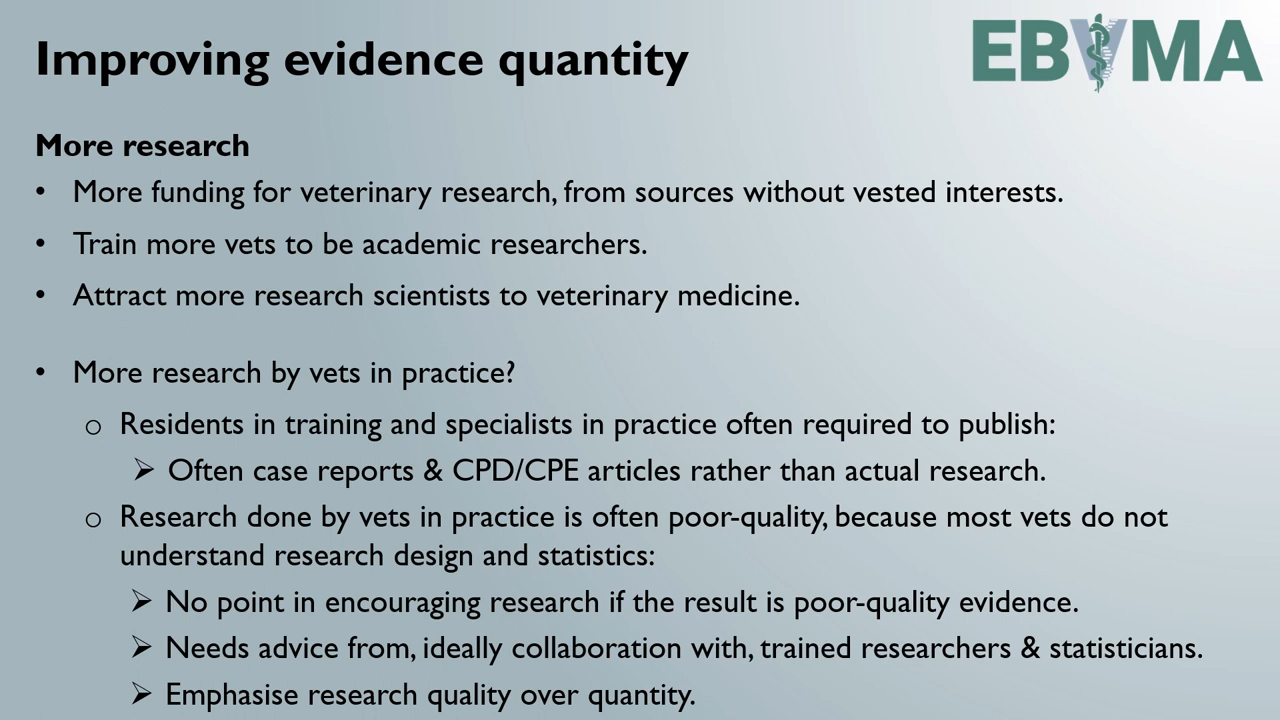 Improving evidence quantity
EBVMA
More research
• More funding for veterinary research, from sources without vested interests.
• Train more vets to be academic researchers.
• Attract more research scientists to veterinary medicine.
• More research by vets in practice?
o Residents in training and specialists in practice often required to publish:
➢ Often case reports & CPD/CPE articles rather than actual research.
o Research done by vets in practice is often poor-quality, because most vets do not
understand research design and statistics:
➢ No point in encouraging research if the result is poor-quality evidence.
➢ Needs advice from, ideally collaboration with, trained researchers & statisticians.
➢ Emphasise research quality over quantity.